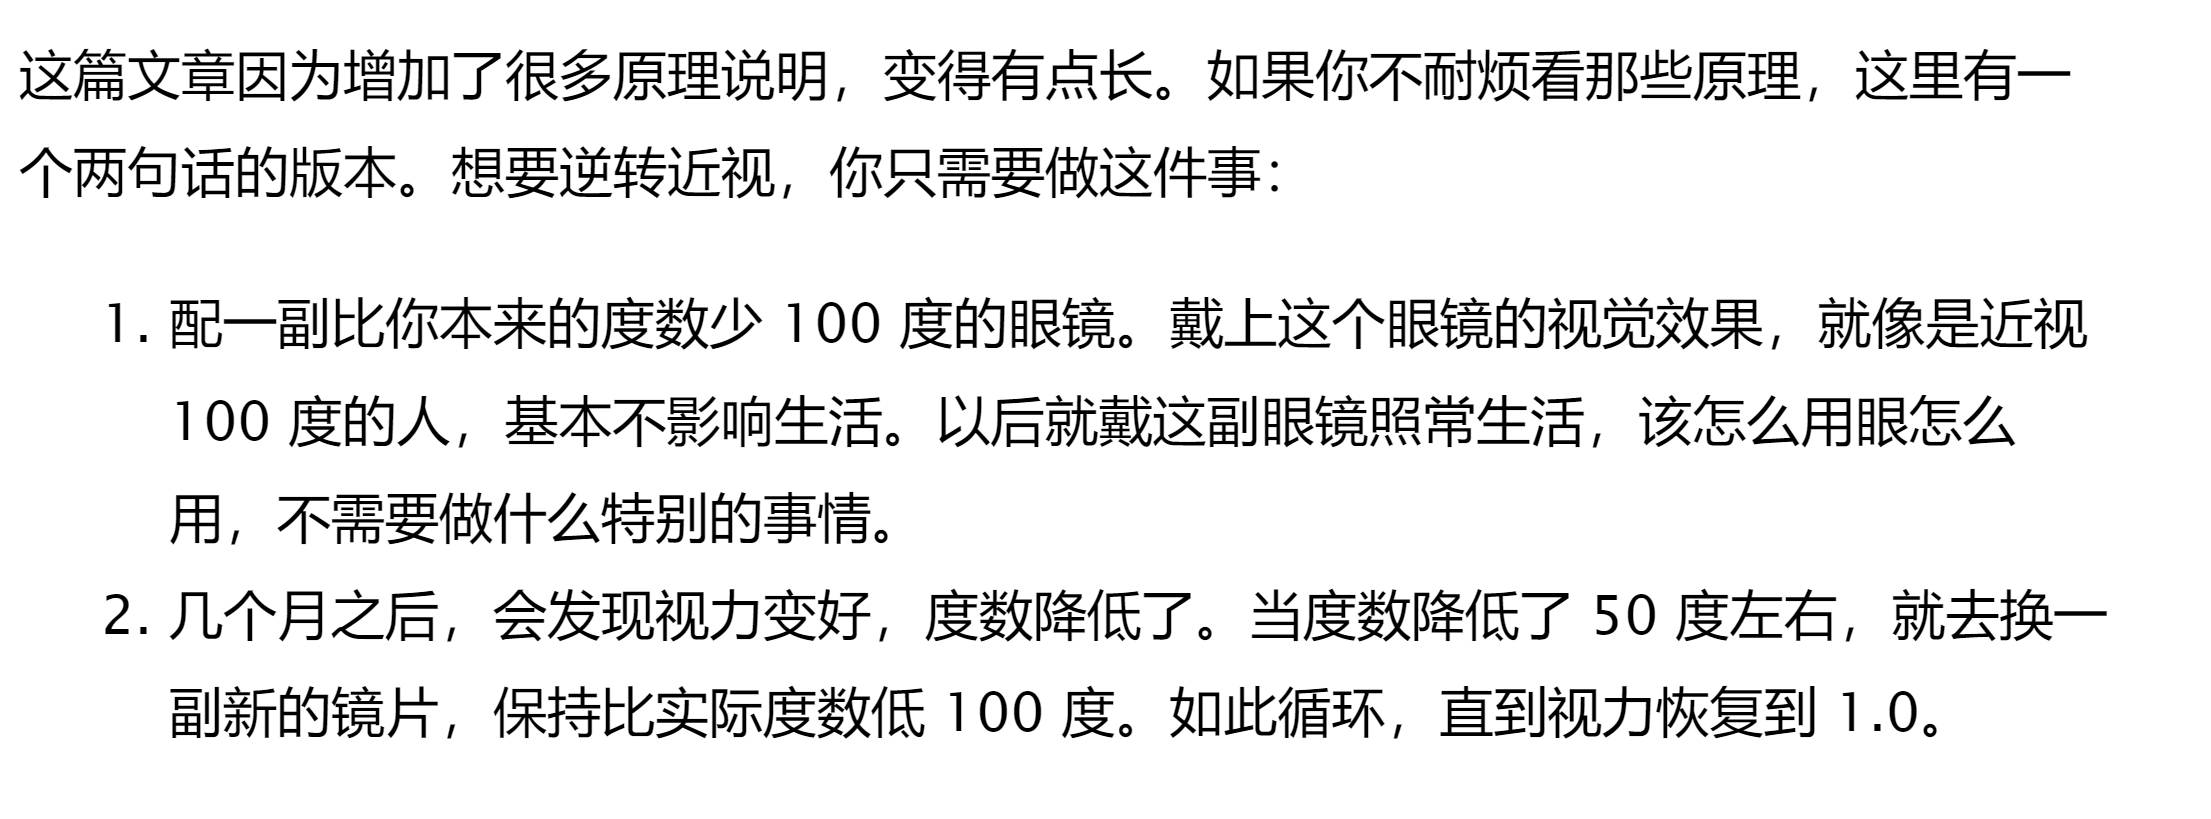 这篇文章因为增加了很多原理说明，变得有点长。如果你不耐烦看那些原理，这里有一
个两句话的版本。想要逆转近视，你只需要做这件事：
1. 配一副比你本来的度数少 100 度的眼镜。戴上这个眼镜的视觉效果，就像是近视
100 度的人，基本不影响生活。以后就戴这副眼镜照常生活，该怎么用眼怎么
用，不需要做什么特别的事情。
2. 几个月之后，会发现视力变好，度数降低了。当度数降低了 50 度左右，就去换一
副新的镜片，保持比实际度数低 100 度。如此循环，直到视力恢复到 1.0。